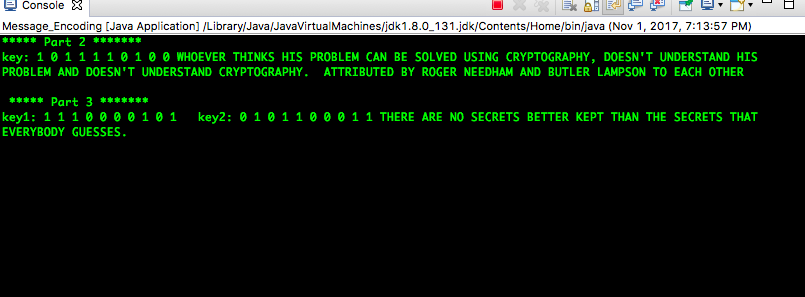 Console
Message_Encoding [Java Application] /Library/Java/JavaVirtualMachines/jdk1.8.0_131.jdk/Contents/Home/bin/java (Nov 1, 2017, 7:13:57 PM)
***** Part 2 *******
key: 1 0 1 1 1 1 0 1 0 0 WHOEVER THINKS HIS PROBLEM CAN BE SOLVED USING CRYPTOGRAPHY, DOESN'T UNDERSTAND HIS
PROBLEM AND DOESN'T UNDERSTAND CRYPTOGRAPHY.  ATTRIBUTED BY ROGER NEEDHAM AND BUTLER LAMPSON TO EACH OTHER
***** Part 3 *******
key1: 1 1 1 0 0 0 0 1 0 1   key2: 0 1 0 1 1 0 0 0 1 1 THERE ARE NO SECRETS BETTER KEPT THAN THE SECRETS THAT
EVERYBODY GUESSES.